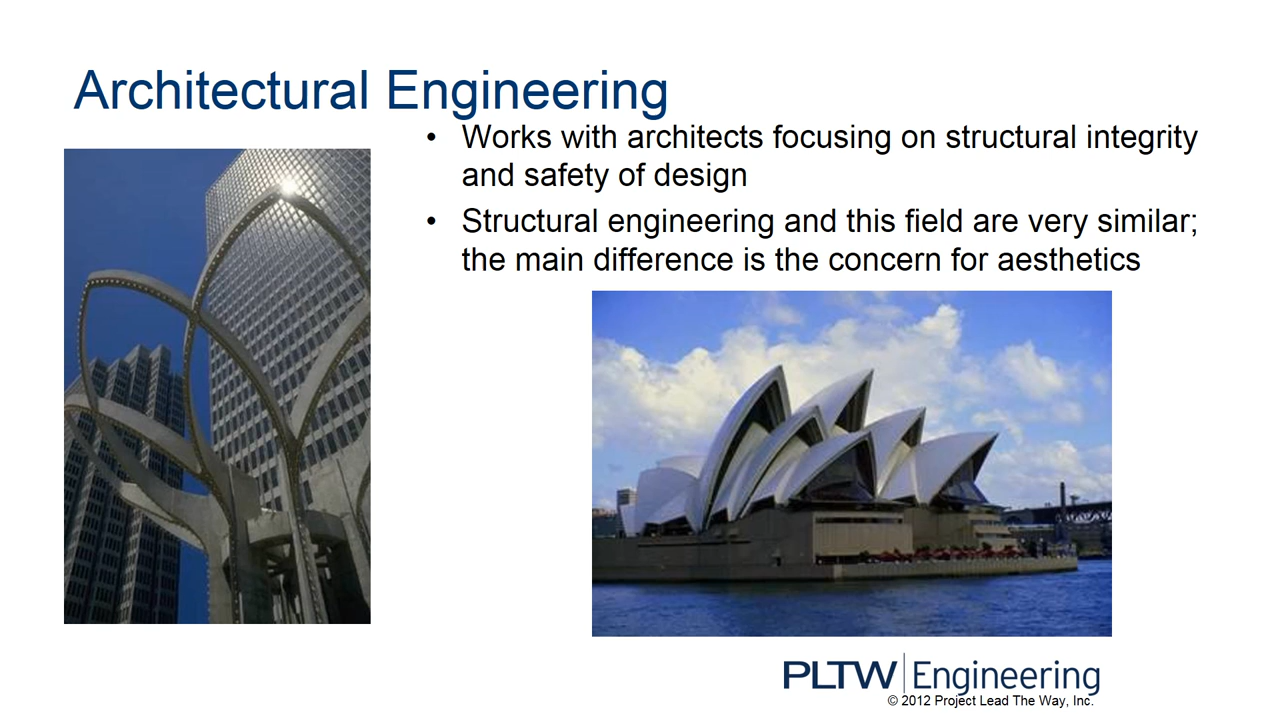 Architectural Engineering
• Works with architects focusing on structural integrity
and safety of design
• Structural engineering and this field are very similar;
the main difference is the concern for aesthetics
PLTW Engineering
© 2012 Project Lead The Way, Inc.